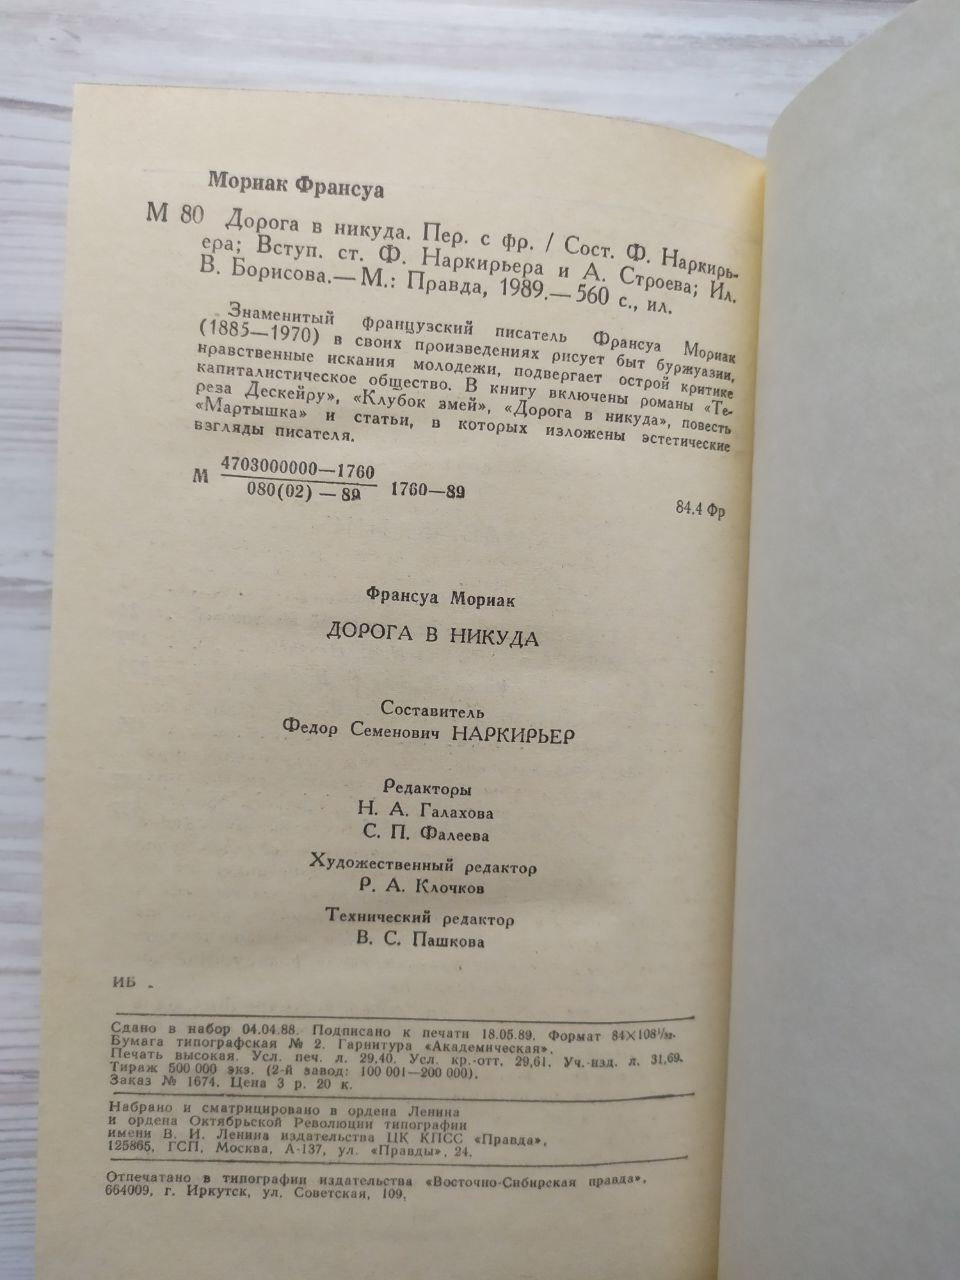 Мориак Франсуа
М 80 Дорога в никуда. Пер. с фр. / Сост. Ф. Наркирь-
ера; Вступ. ст. Ф. Наркирьера и А. Строева; Ил.
В. Борисова.— М.: Правда, 1989.— 560 с., ил.
Знаменитый французский писатель Франсуа Мориак
(1885—1970) в своих произведениях рисует быт буржуазии,
нравственные искания молодежи, подвергает острой критике
капиталистическое общество. В книгу включены романы «Те-
реза Дескейру», «Клубок змей», «Дорога в никуда», повесть
«Мартышка» и статьи, в которых изложены эстетические
взгляды писателя.
М 4703000000—1760
080(02) — 89 1760—89
84.4 Фр
Франсуа Мориак
ДОРОГА В НИКУДА
Составитель
Федор Семенович НАРКИРЬЕР
Редакторы
Н. А. Галахова
С. П. Фалеева
Художественный редактор
Р. А. Клочков
Технический редактор
В. С. Пашкова
ИБ
Сдано в набор 04.04.88. Подписано к печати 18.05.89. Формат 84×108¹/₃₂.
Бумага типографская № 2. Гарнитура «Академическая».
Печать высокая. Усл. печ. л. 29,40. Усл. кр.-отт. 29,61. Уч.-изд. л. 31,69.
Тираж 500 000 экз. (2-й завод: 100 001—200 000).
Заказ № 1674. Цена 3 р. 20 к.
Набрано и сматрицировано в ордена Ленина
и ордена Октябрьской Революции типографии
имени В. И. Ленина издательства ЦК КПСС «Правда»,
125865, ГСП, Москва, А-137, ул. «Правды», 24.
Отпечатано в типографии издательства «Восточно-Сибирская правда»,
664009, г. Иркутск, ул. Советская, 109.